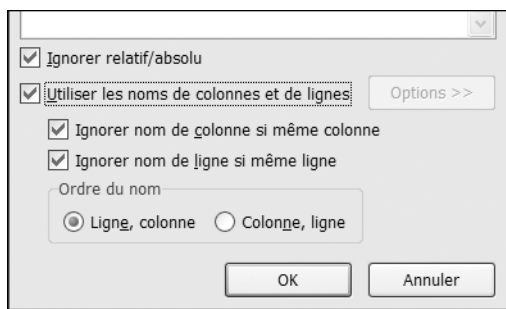 Ignorer relatif/absolu
Utiliser les noms de colonnes et de lignes
Options >>
Ignorer nom de colonne si même colonne
Ignorer nom de ligne si même ligne
Ordre du nom
Ligne, colonne
Colonne, ligne
OK
Annuler